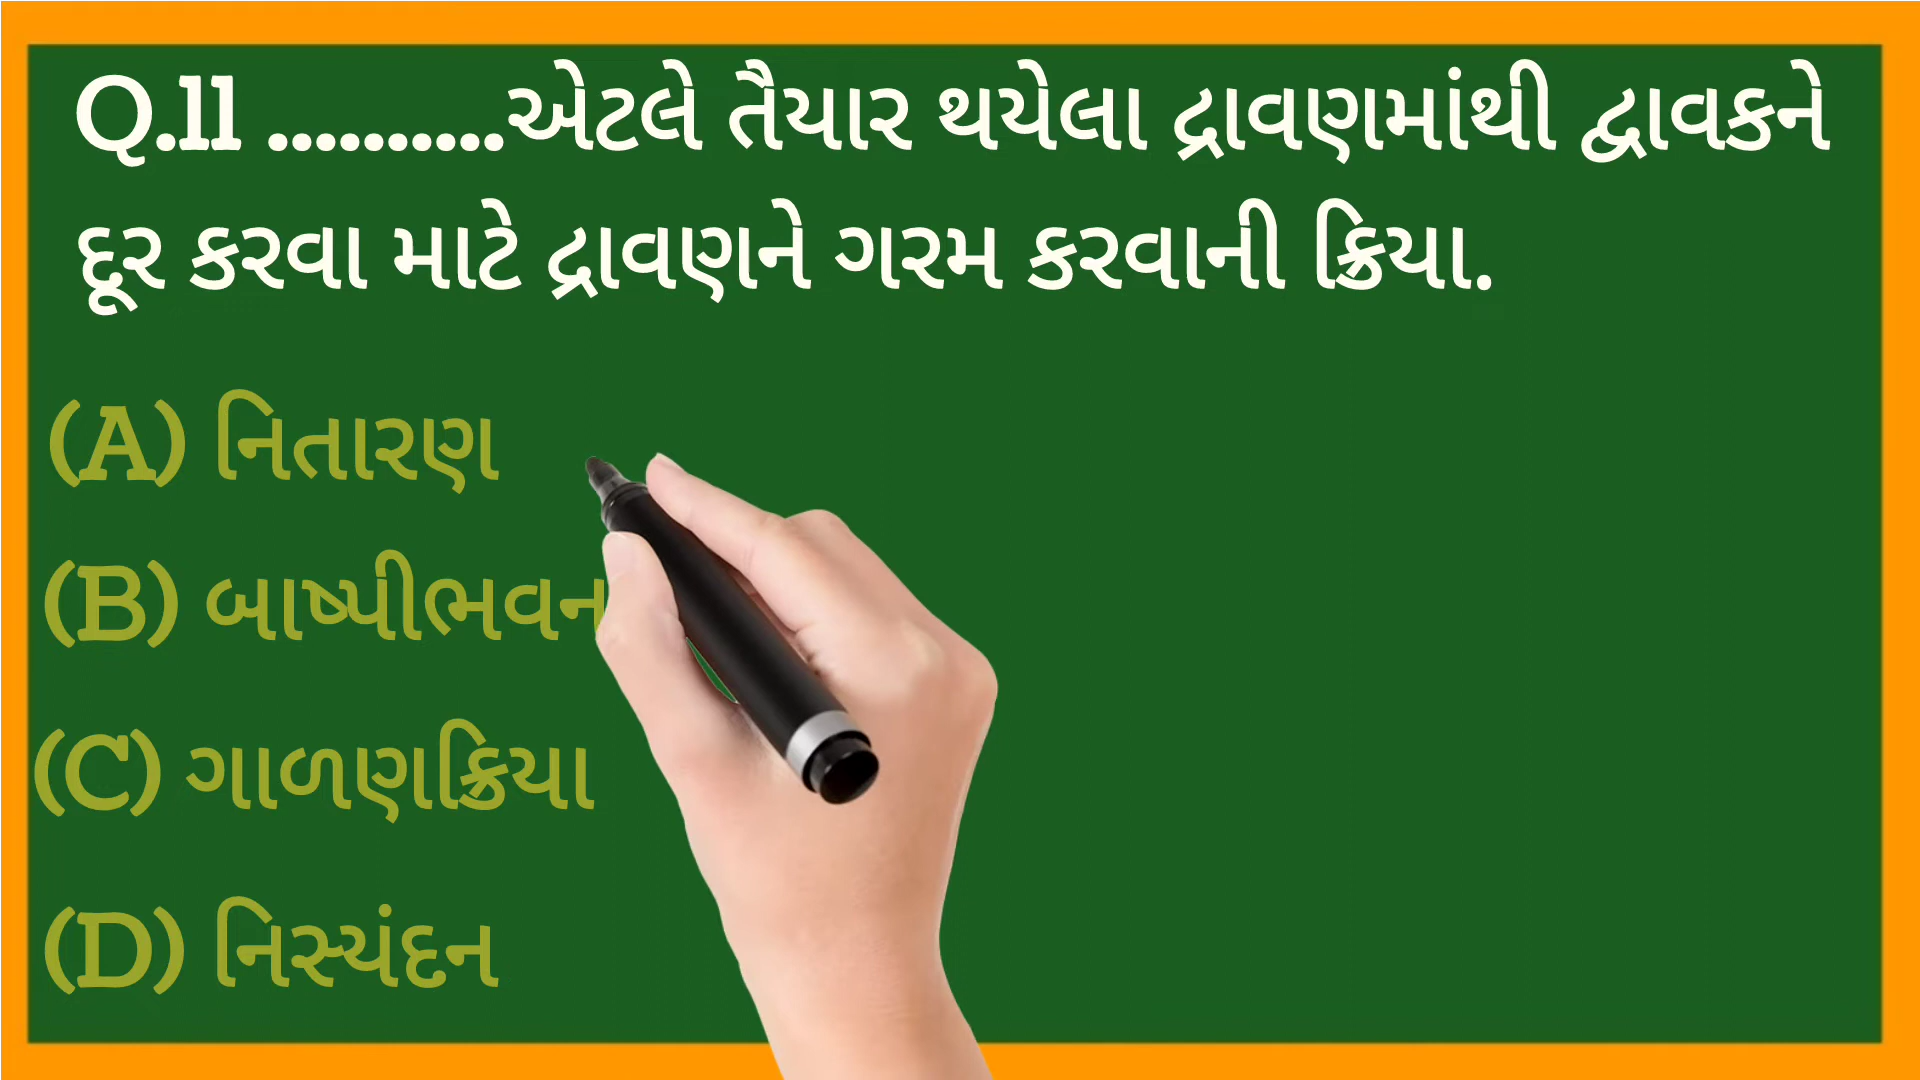 Q.11 ..........એટલે તૈયાર થયેલા દ્રાવણમાંથી દ્વાવકને
દૂર કરવા માટે દ્રાવણને ગરમ કરવાની ક્રિયા.
(A) નિતારણ
(B) બાષ્પીભવન
(C) ગાળણક્રિયા
(D) નિસ્યંદન